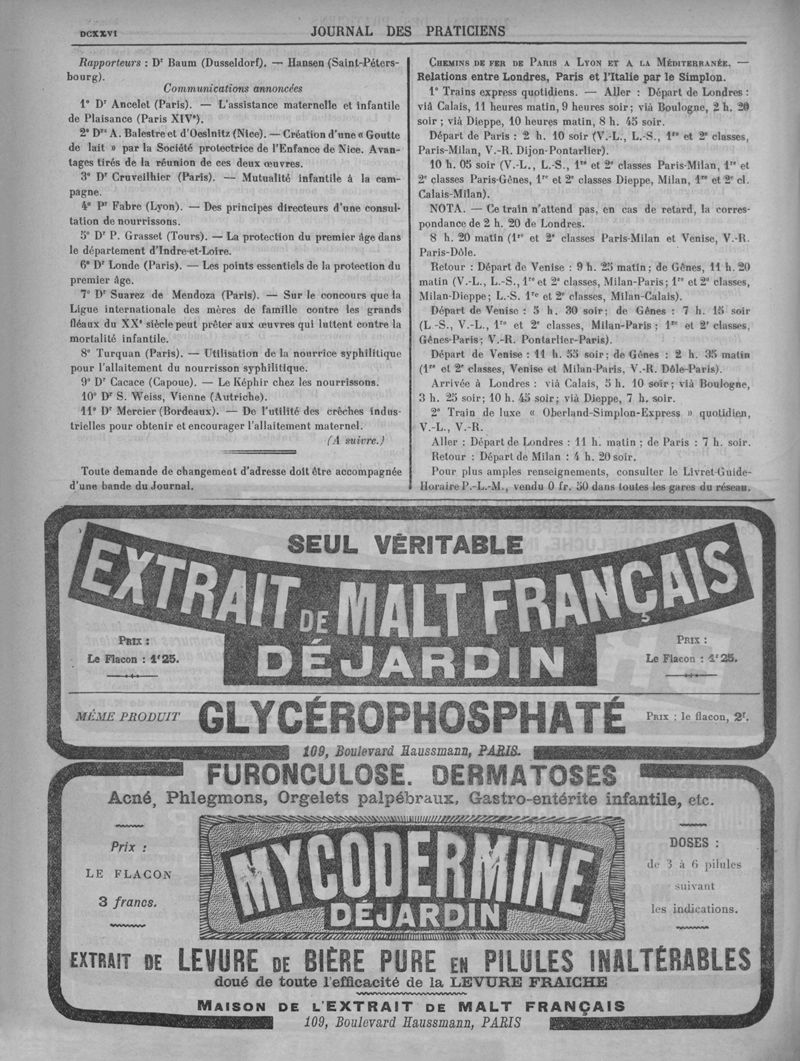 DCXXVI
JOURNAL DES PRATICIENS
Rapporteurs : Dr Baum (Dusseldorf). — Hansen (Saint-Péters-
bourg).
Communications annoncées
1° Dr Ancelet (Paris). — L'assistance maternelle et infantile
de Plaisance (Paris XIVe).
2° Drs A. Balestre et d'Oeslnitz (Nice). — Création d'une « Goutte
de lait » par la Société protectrice de l'Enfance de Nice. Avan-
tages tirés de la réunion de ces deux œuvres.
3° Dr Cruveilhier (Paris). — Mutualité infantile à la cam-
pagne.
4° Pr Fabre (Lyon). — Des principes directeurs d'une consul-
tation de nourrissons.
5° Dr P. Grasset (Tours). — La protection du premier âge dans
le département d'Indre-et-Loire.
6° Dr Londe (Paris). — Les points essentiels de la protection du
premier âge.
7° Dr Suarez de Mendoza (Paris). — Sur le concours que la
Ligue internationale des mères de famille contre les grands
fléaux du XXe siècle peut prêter aux œuvres qui luttent contre la
mortalité infantile.
8° Turquan (Paris). — Utilisation de la nourrice syphilitique
pour l'allaitement du nourrisson syphilitique.
9° Dr Cacace (Capoue). — Le Képhir chez les nourrissons.
10° Dr S. Weiss, Vienne (Autriche).
11° Dr Mercier (Bordeaux). — De l'utilité des crèches indus-
trielles pour obtenir et encourager l'allaitement maternel.
(A suivre.)
Toute demande de changement d'adresse doit être accompagnée
d'une bande du Journal.
CHEMINS DE FER DE PARIS A LYON ET A LA MÉDITERRANÉE. —
Relations entre Londres, Paris et l'Italie par le Simplon.
1° Trains express quotidiens. — Aller : Départ de Londres :
viâ Calais, 11 heures matin, 9 heures soir ; viâ Boulogne, 2 h. 20
soir ; viâ Dieppe, 10 heures matin, 8 h. 45 soir.
Départ de Paris : 2 h. 10 soir (V.-L., L.-S., 1re et 2e classes,
Paris-Milan, V.-R. Dijon-Pontarlier).
10 h. 05 soir (V.-L., L.-S., 1re et 2e classes Paris-Milan, 1re et
2e classes Paris-Gênes, 1re et 2e classes Dieppe, Milan, 1re et 2e cl.
Calais-Milan).
NOTA. — Ce train n'attend pas, en cas de retard, la corres-
pondance de 2 h. 20 de Londres.
8 h. 20 matin (1re et 2e classes Paris-Milan et Venise, V.-R.
Paris-Dôle.
Retour : Départ de Venise : 9 h. 25 matin ; de Gênes, 11 h. 20
matin (V.-L., L.-S., 1re et 2e classes, Milan-Paris ; 1re et 2e classes,
Milan-Dieppe ; L.-S. 1re et 2e classes, Milan-Calais).
Départ de Venise : 5 h. 30 soir ; de Gênes : 7 h. 15 soir
(L -S., V.-L., 1re et 2e classes, Milan-Paris ; 1re et 2e classes,
Gênes-Paris ; V.-R. Pontarlier-Paris).
Départ de Venise : 11 h. 55 soir ; de Gênes : 2 h. 35 matin
(1re et 2e classes, Venise et Milan-Paris, V.-R. Dôle-Paris).
Arrivée à Londres : viâ Calais, 5 h. 10 soir ; viâ Boulogne,
3 h. 25 soir ; 10 h. 45 soir ; viâ Dieppe, 7 h. soir.
2° Train de luxe « Oberland-Simplon-Express » quotidien,
V.-L., V.-R.
Aller : Départ de Londres : 11 h. matin ; de Paris : 7 h. soir.
Retour : Départ de Milan : 4 h. 20 soir.
Pour plus amples renseignements, consulter le Livret-Guide-
Horaire P.-L.-M., vendu 0 fr. 50 dans toutes les gares du réseau.
SEUL VÉRITABLE
EXTRAIT DE MALT FRANÇAIS
DÉJARDIN
PRIX :
Le Flacon : 1f25.
PRIX :
Le Flacon : 1f25.
MÊME PRODUIT GLYCÉROPHOSPHATÉ PRIX : le flacon, 2f.
109, Boulevard Haussmann, PARIS.
FURONCULOSE. DERMATOSES
Acné, Phlegmons, Orgelets palpébraux, Gastro-entérite infantile, etc.
Prix :
LE FLACON
3 francs.
MYCODERMINE
DÉJARDIN
DOSES :
de 3 à 6 pilules
suivant
les indications.
EXTRAIT DE LEVURE DE BIÈRE PURE EN PILULES INALTÉRABLES
doué de toute l'efficacité de la LEVURE FRAICHE
MAISON DE L'EXTRAIT DE MALT FRANÇAIS
109, Boulevard Haussmann, PARIS